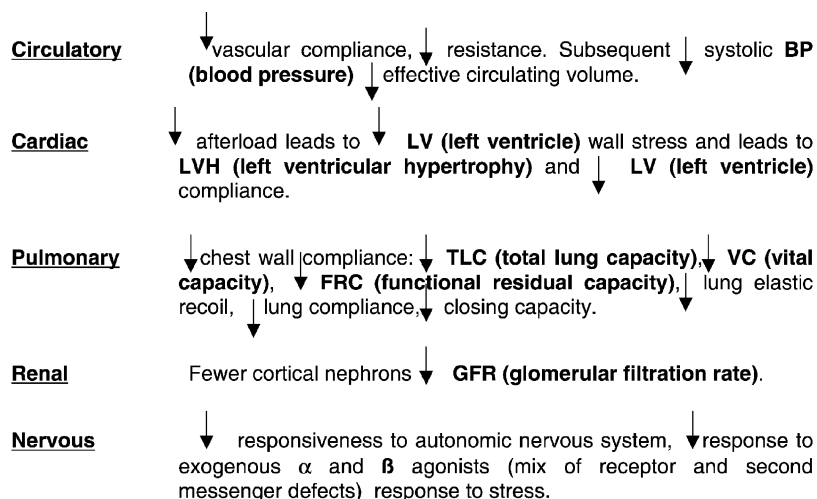 Circulatory ↓vascular compliance, ↓ resistance. Subsequent ↓ systolic BP
(blood pressure) ↓ effective circulating volume.
Cardiac ↓ afterload leads to ↓ LV (left ventricle) wall stress and leads to
LVH (left ventricular hypertrophy) and ↓ LV (left ventricle)
compliance.
Pulmonary ↓chest wall compliance: ↓ TLC (total lung capacity),↓ VC (vital
capacity), ↓ FRC (functional residual capacity),↓ lung elastic
recoil, ↓ lung compliance,↓ closing capacity.
Renal Fewer cortical nephrons ↓ GFR (glomerular filtration rate).
Nervous ↓ responsiveness to autonomic nervous system, ↓response to
exogenous α and ß agonists (mix of receptor and second
messenger defects) response to stress.